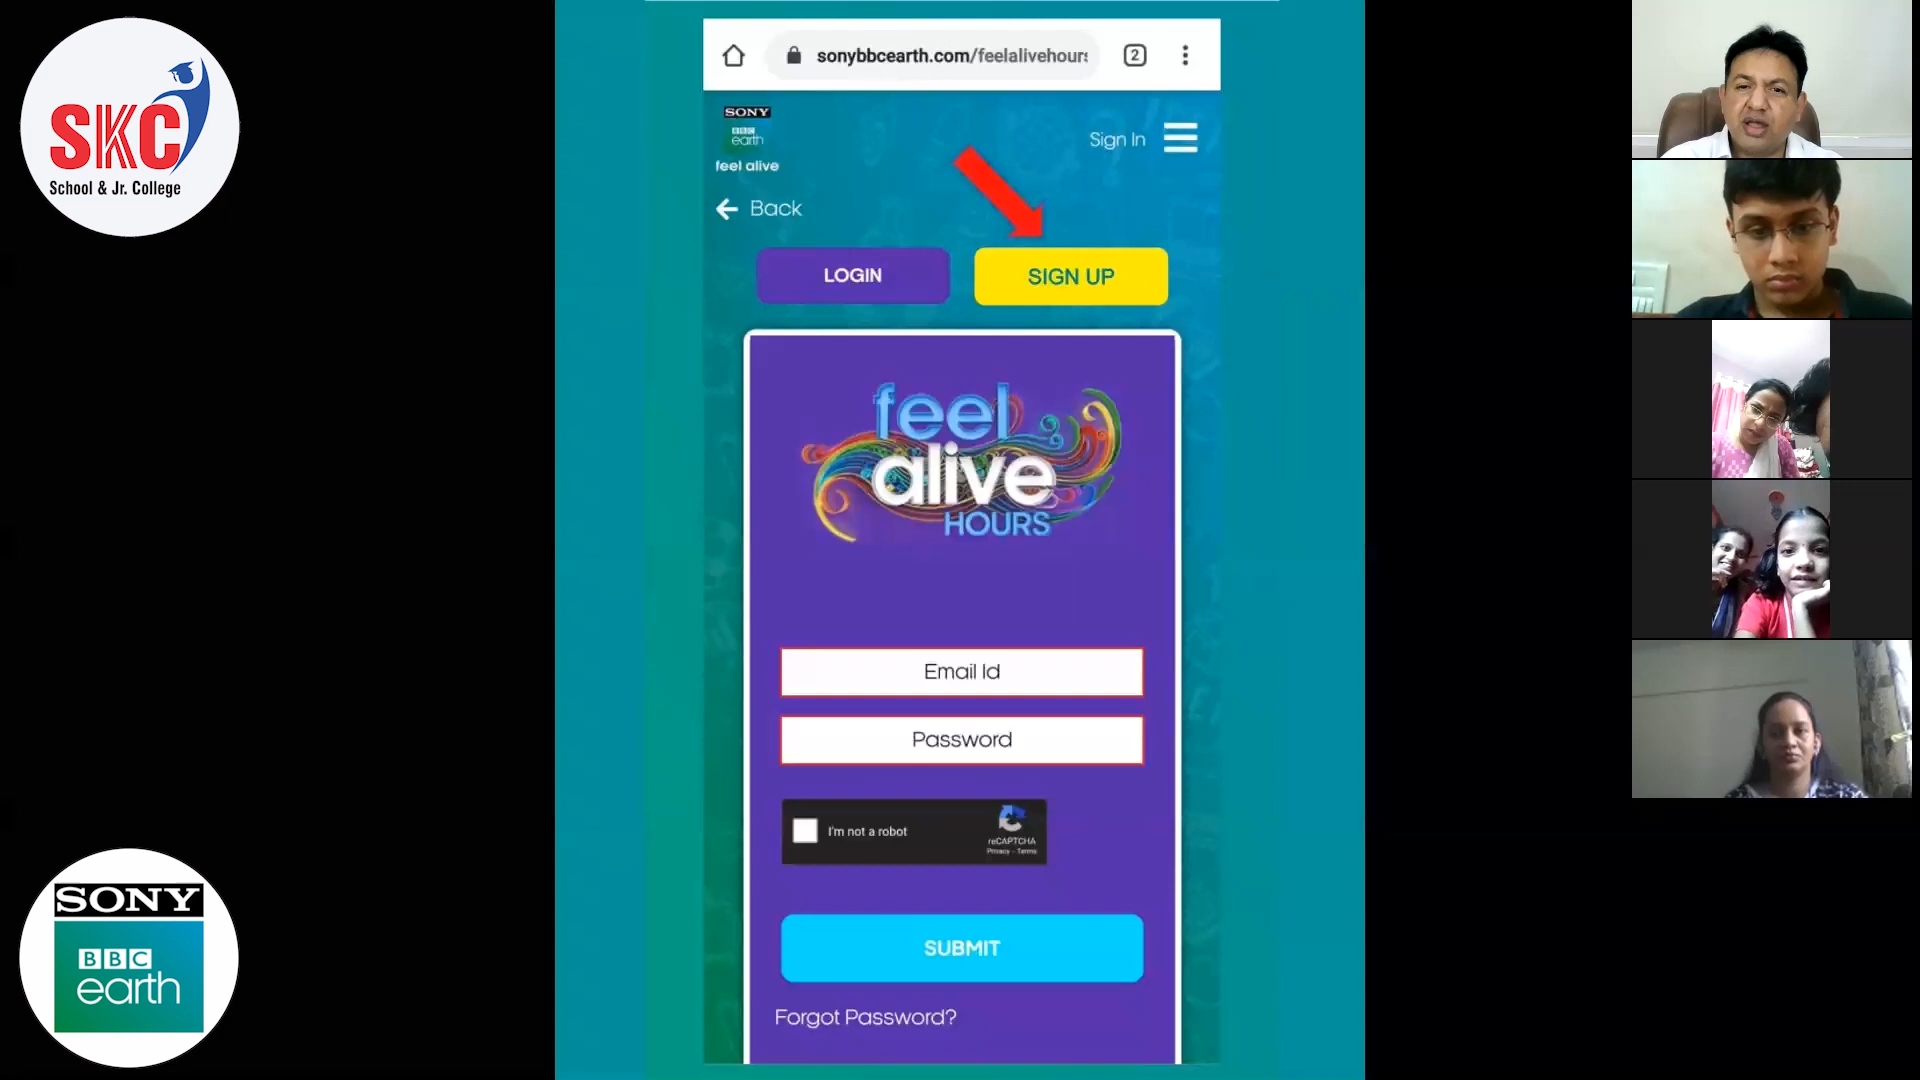 SKC
School & Jr. College
sonybbcearth.com/feelalivehours
2
SONY
BBC
earth
feel alive
Sign In
Back
LOGIN
SIGN UP
feel
alive
HOURS
Email Id
Password
I'm not a robot
reCAPTCHA
Privacy - Terms
SUBMIT
Forgot Password?
SONY
BBC
earth